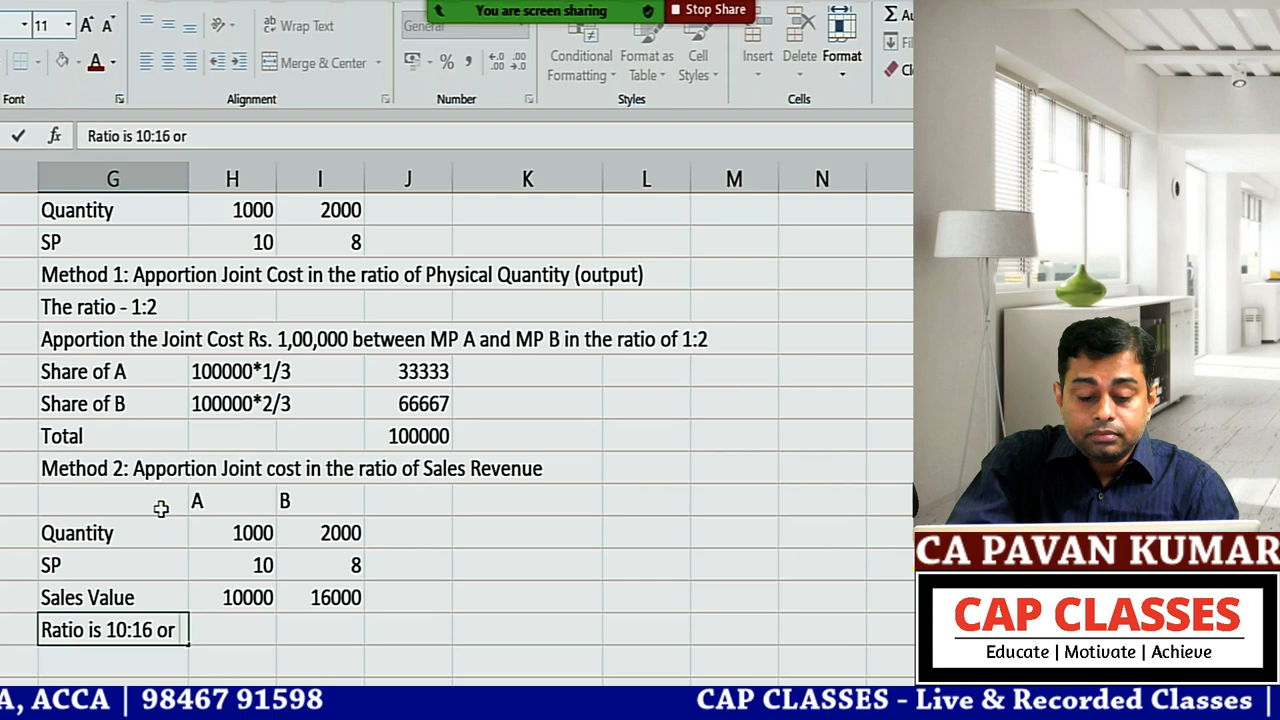 You are screen sharing
Stop Share
11 A A
Wrap Text
General
Σ Au
Merge & Center
%
Conditional Formatting
Format as Table
Cell Styles
Insert
Delete
Format
Font
Alignment
Number
Styles
Cells
fx Ratio is 10:16 or
G H I J K L M N
Quantity 1000 2000
SP 10 8
Method 1: Apportion Joint Cost in the ratio of Physical Quantity (output)
The ratio - 1:2
Apportion the Joint Cost Rs. 1,00,000 between MP A and MP B in the ratio of 1:2
Share of A 100000*1/3 33333
Share of B 100000*2/3 66667
Total 100000
Method 2: Apportion Joint cost in the ratio of Sales Revenue
A B
Quantity 1000 2000
SP 10 8
Sales Value 10000 16000
Ratio is 10:16 or
CA PAVAN KUMAR
CAP CLASSES
Educate | Motivate | Achieve
A, ACCA | 98467 91598
CAP CLASSES - Live & Recorded Classes |